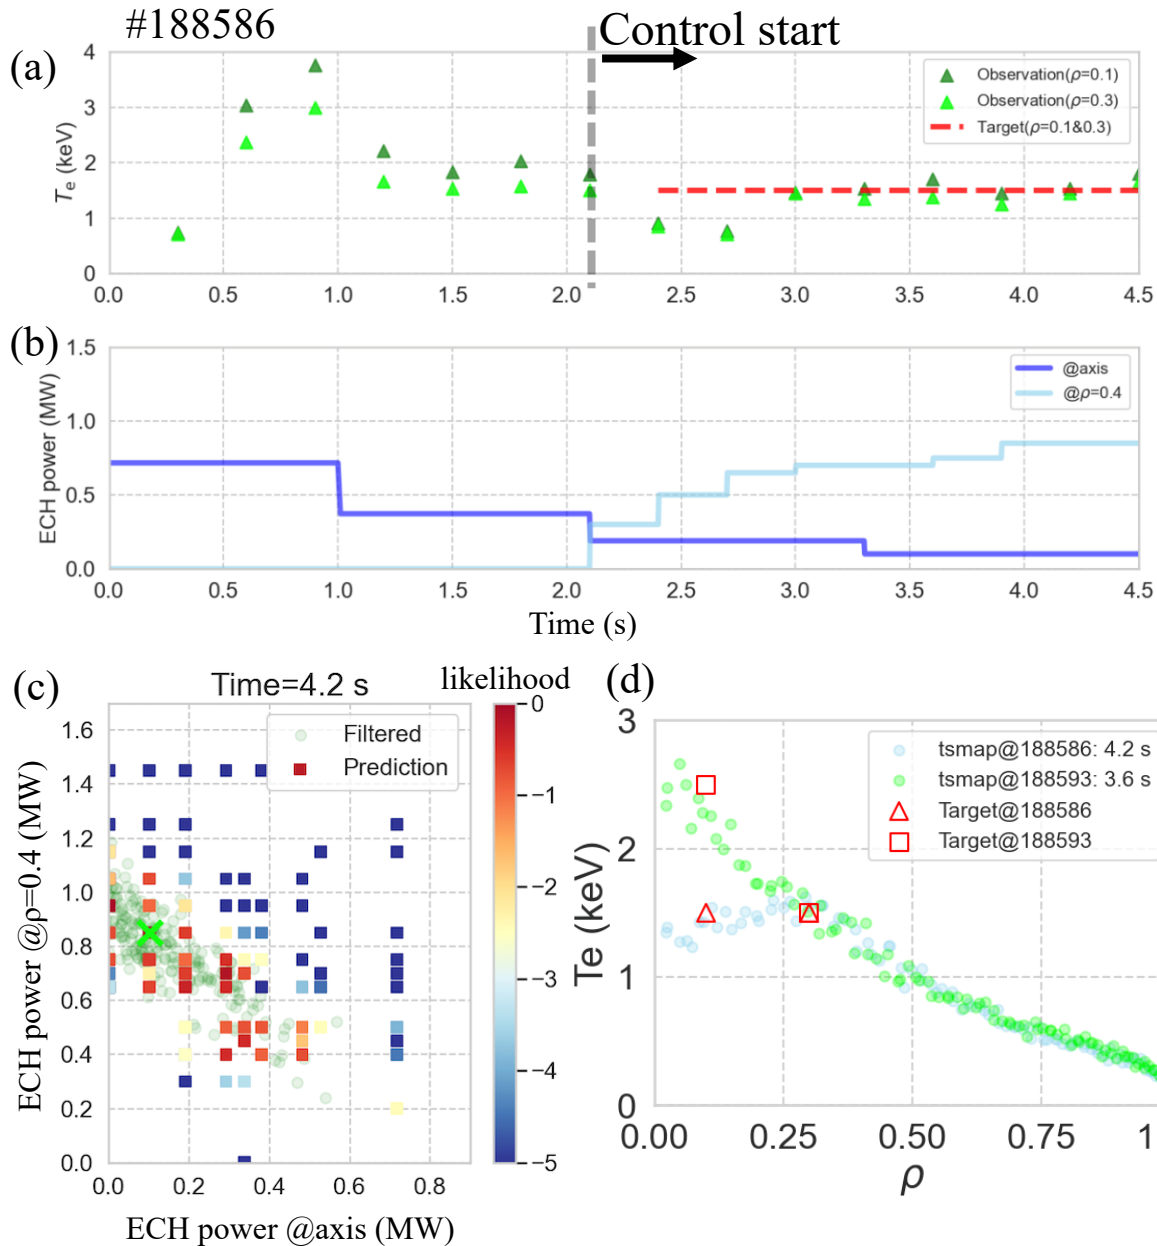 #188586
Control start
(a)
4
3
2
1
0
Te (keV)
Observation(ρ=0.1)
Observation(ρ=0.3)
Target(ρ=0.1&0.3)
0.0 0.5 1.0 1.5 2.0 2.5 3.0 3.5 4.0 4.5
(b)
1.5
1.0
0.5
0.0
ECH power (MW)
@axis
@ρ=0.4
0.0 0.5 1.0 1.5 2.0 2.5 3.0 3.5 4.0 4.5
Time (s)
(c)
Time=4.2 s
likelihood
Filtered
Prediction
1.6
1.4
1.2
1.0
0.8
0.6
0.4
0.2
0.0
ECH power @ρ=0.4 (MW)
0.0 0.2 0.4 0.6 0.8
ECH power @axis (MW)
0
−1
−2
−3
−4
−5
(d)
3
2
1
0
Te (keV)
tsmap@188586: 4.2 s
tsmap@188593: 3.6 s
Target@188586
Target@188593
0.00 0.25 0.50 0.75 1
ρ